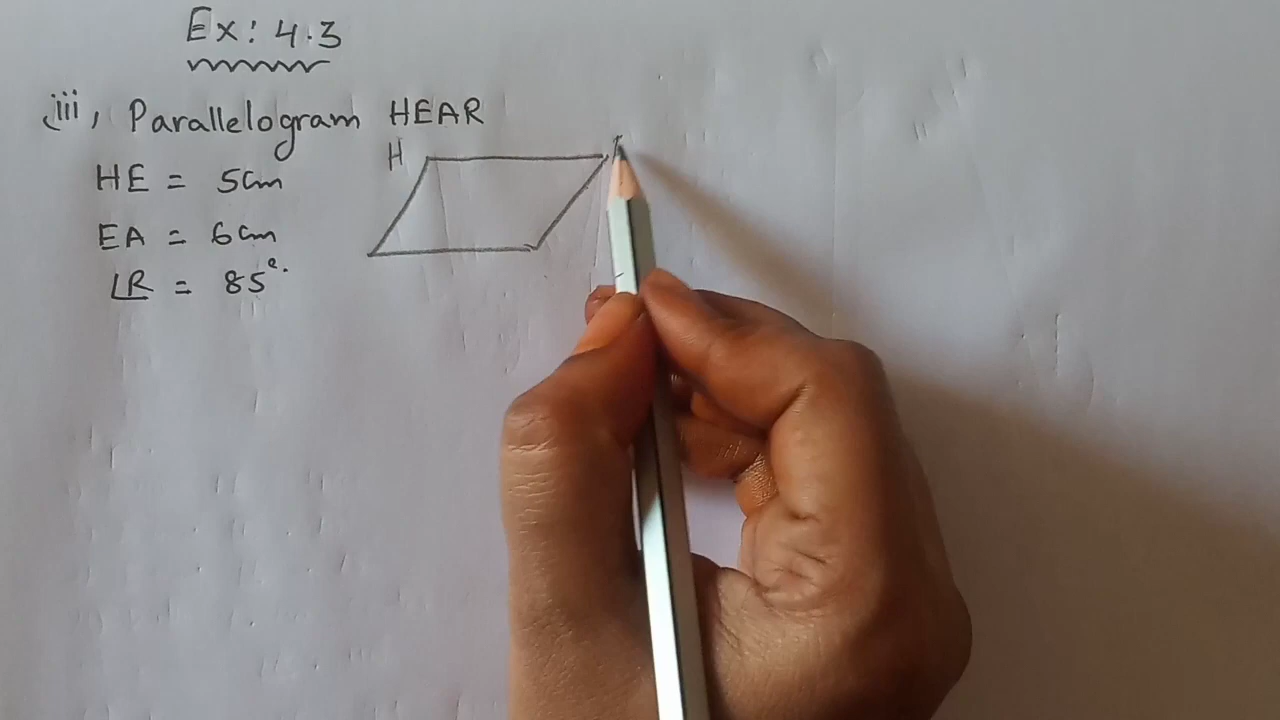 Ex: 4.3
iii, Parallelogram HEAR
H
HE = 5cm
EA = 6cm
∠R = 85°.